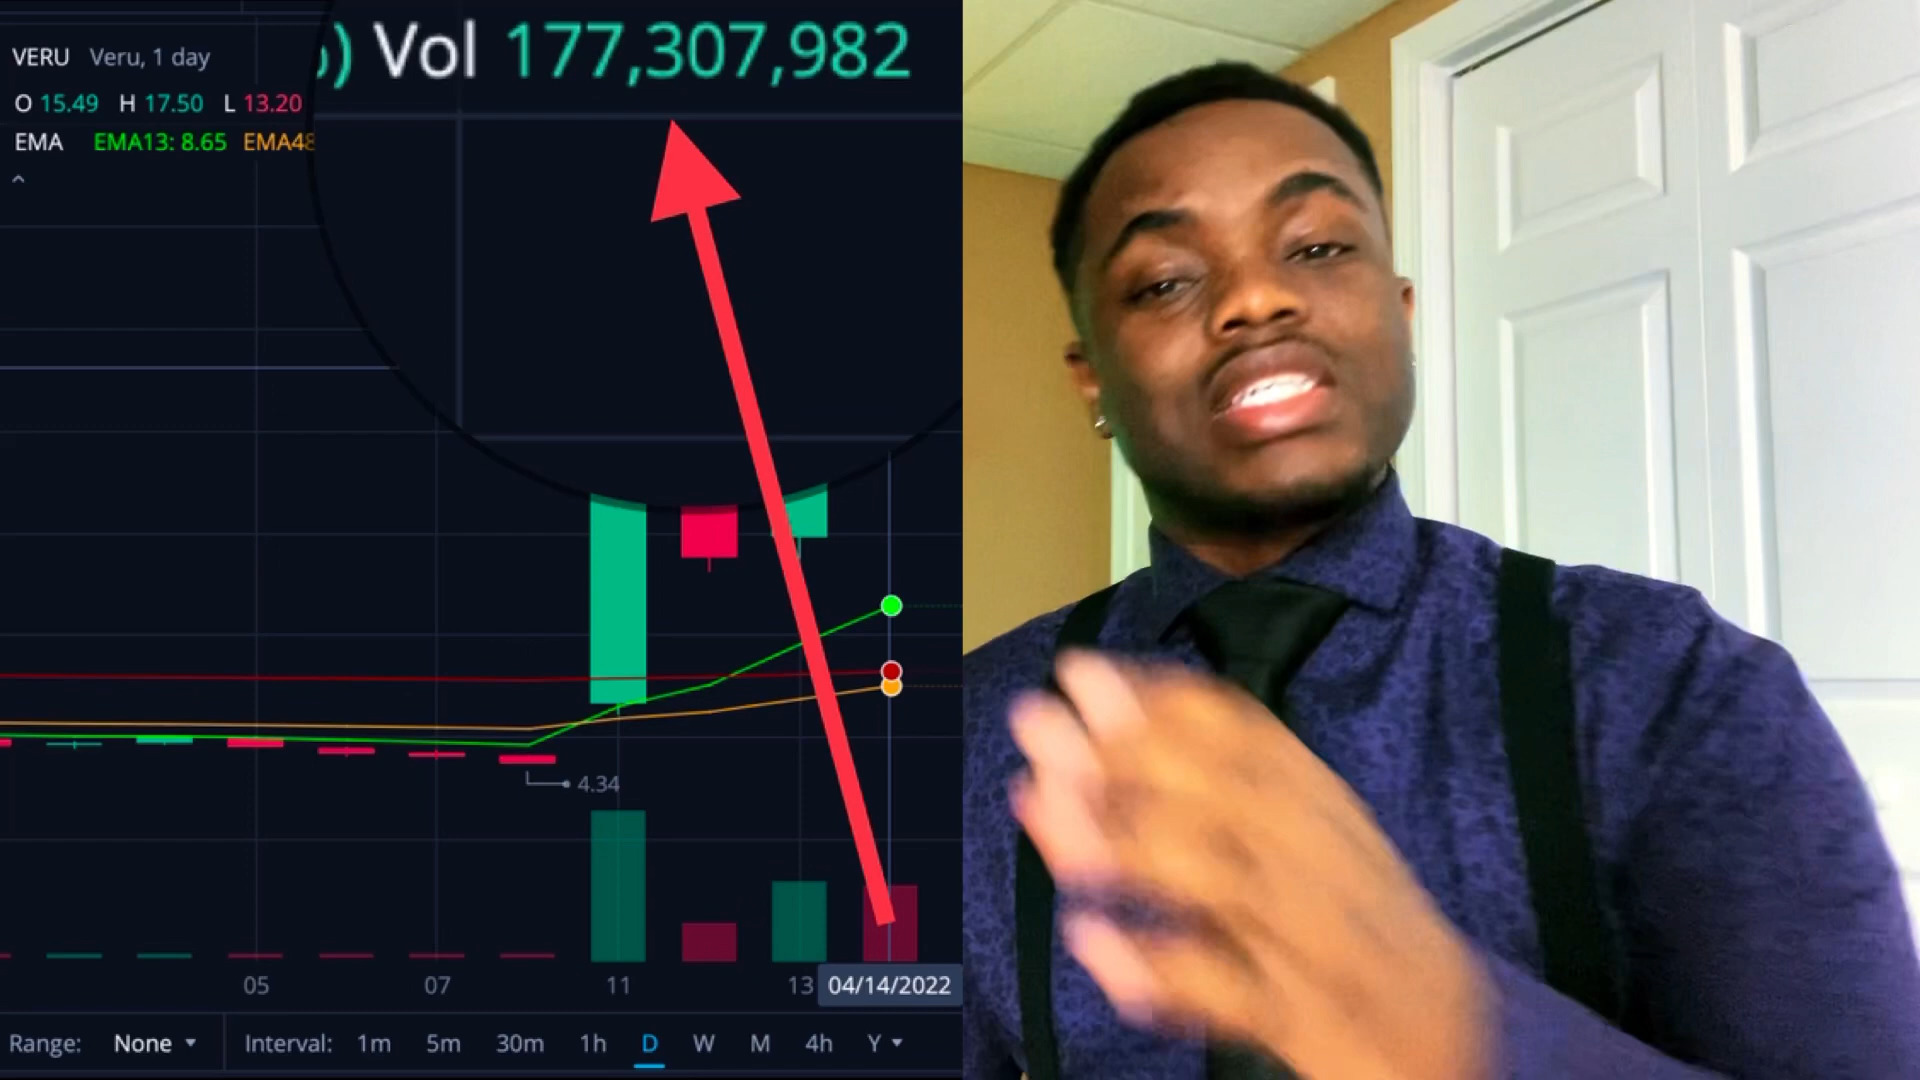 VERU Veru, 1 day
) Vol 177,307,982
O 15.49 H 17.50 L 13.20
EMA EMA13: 8.65 EMA48
4.34
05 07 11 13 04/14/2022
Range: None Interval: 1m 5m 30m 1h D W M 4h Y